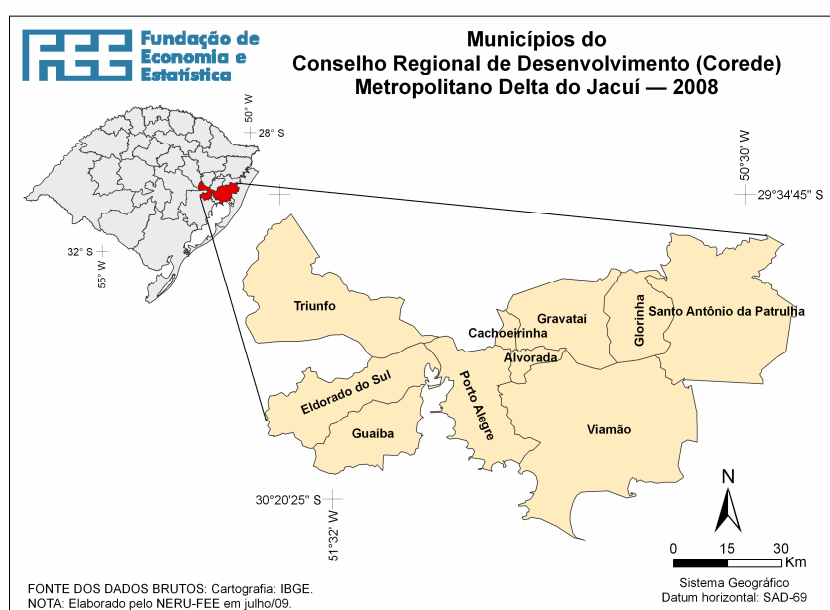 FEE Fundação de
Economia e
Estatística
Municípios do
Conselho Regional de Desenvolvimento (Corede)
Metropolitano Delta do Jacuí — 2008
50° W
28° S
50°30' W
29°34'45" S
32° S
55° W
Triunfo
Cachoeirinha
Gravataí
Glorinha
Santo Antônio da Patrulha
Alvorada
Eldorado do Sul
Porto Alegre
Guaíba
Viamão
30°20'25" S
51°32' W
N
0 15 30
Km
Sistema Geográfico
Datum horizontal: SAD-69
FONTE DOS DADOS BRUTOS: Cartografia: IBGE.
NOTA: Elaborado pelo NERU-FEE em julho/09.